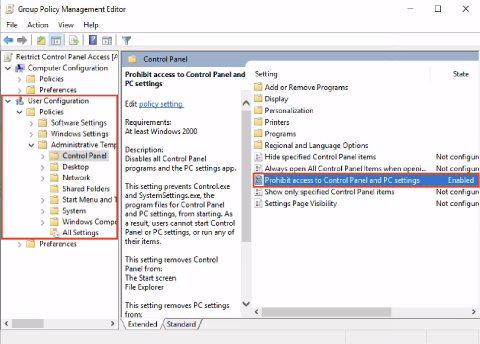 Group Policy Management Editor
File Action View Help
Restrict Control Panel Access [A
Computer Configuration
Policies
Preferences
User Configuration
Policies
Software Settings
Windows Settings
Administrative Temp
Control Panel
Desktop
Network
Shared Folders
Start Menu and T
System
Windows Comp
All Settings
Preferences
Control Panel
Prohibit access to Control Panel and
PC settings
Edit policy setting.
Requirements:
At least Windows 2000
Description:
Disables all Control Panel
programs and the PC settings app.
This setting prevents Control.exe
and SystemSettings.exe, the
program files for Control Panel
and PC settings, from starting. As
a result, users cannot start Control
Panel or PC settings, or run any of
their items.
This setting removes Control
Panel from:
The Start screen
File Explorer
This setting removes PC settings
from:
Setting State
Add or Remove Programs
Display
Personalization
Printers
Programs
Regional and Language Options
Hide specified Control Panel items Not configure
Always open All Control Panel Items when openi... Not configure
Prohibit access to Control Panel and PC settings Enabled
Show only specified Control Panel items Not configure
Settings Page Visibility Not configure
Extended Standard